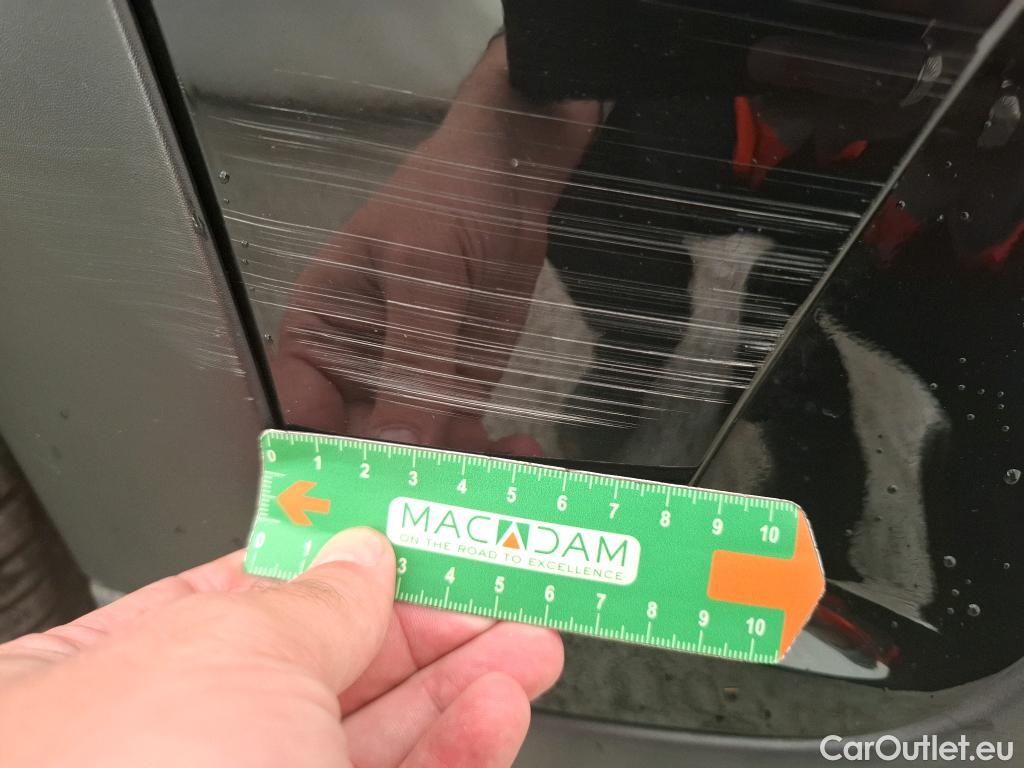 0 1 2 3 4 5 6 7 8 9 10
MACADAM
ON THE ROAD TO EXCELLENCE
0 1 3 4 5 6 7 8 9 10
CarOutlet.eu